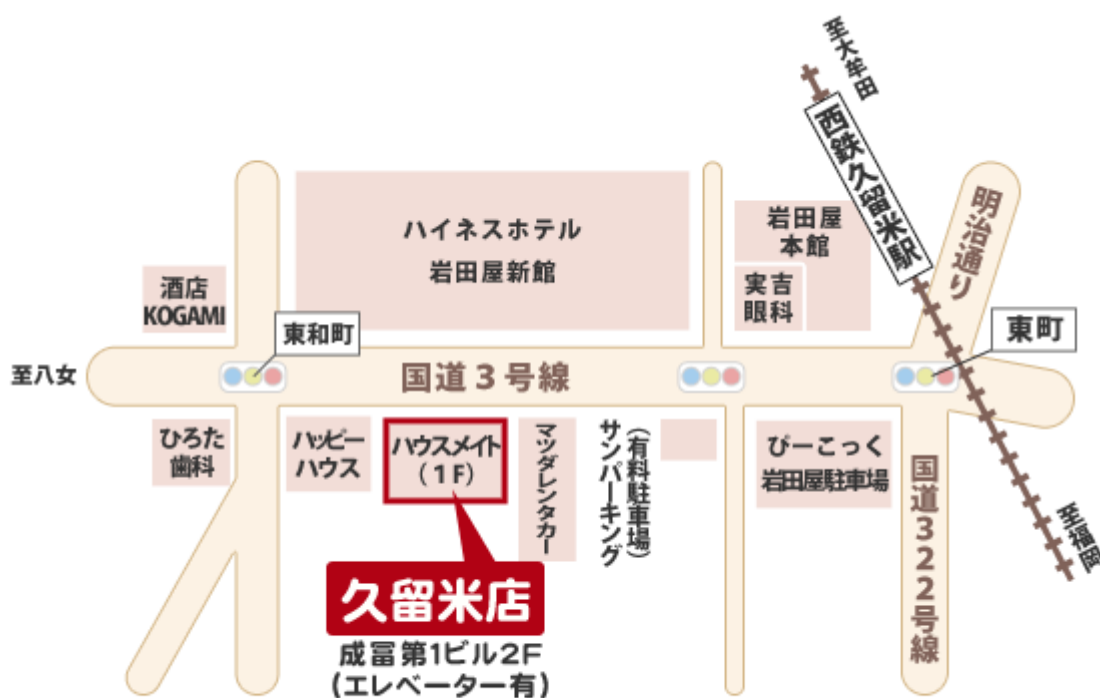 至大牟田
西鉄久留米駅
明治通り
ハイネスホテル
岩田屋新館
岩田屋
本館
実吉
眼科
酒店
KOGAMI
東和町
東町
至八女
国道3号線
ひろた
歯科
ハッピー
ハウス
ハウスメイト
(1F)
マツダレンタカー
サンパーキング
(有料駐車場)
ぴーこっく
岩田屋駐車場
国道322号線
至福岡
久留米店
成冨第1ビル2F
(エレベーター有)